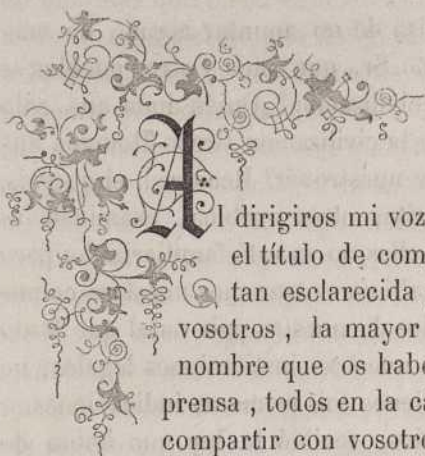 Al dirigiros mi voz
el título de com
tan esclarecida
vosotros , la mayor
nombre que os habe
prensa , todos en la ca
compartir con vosotro